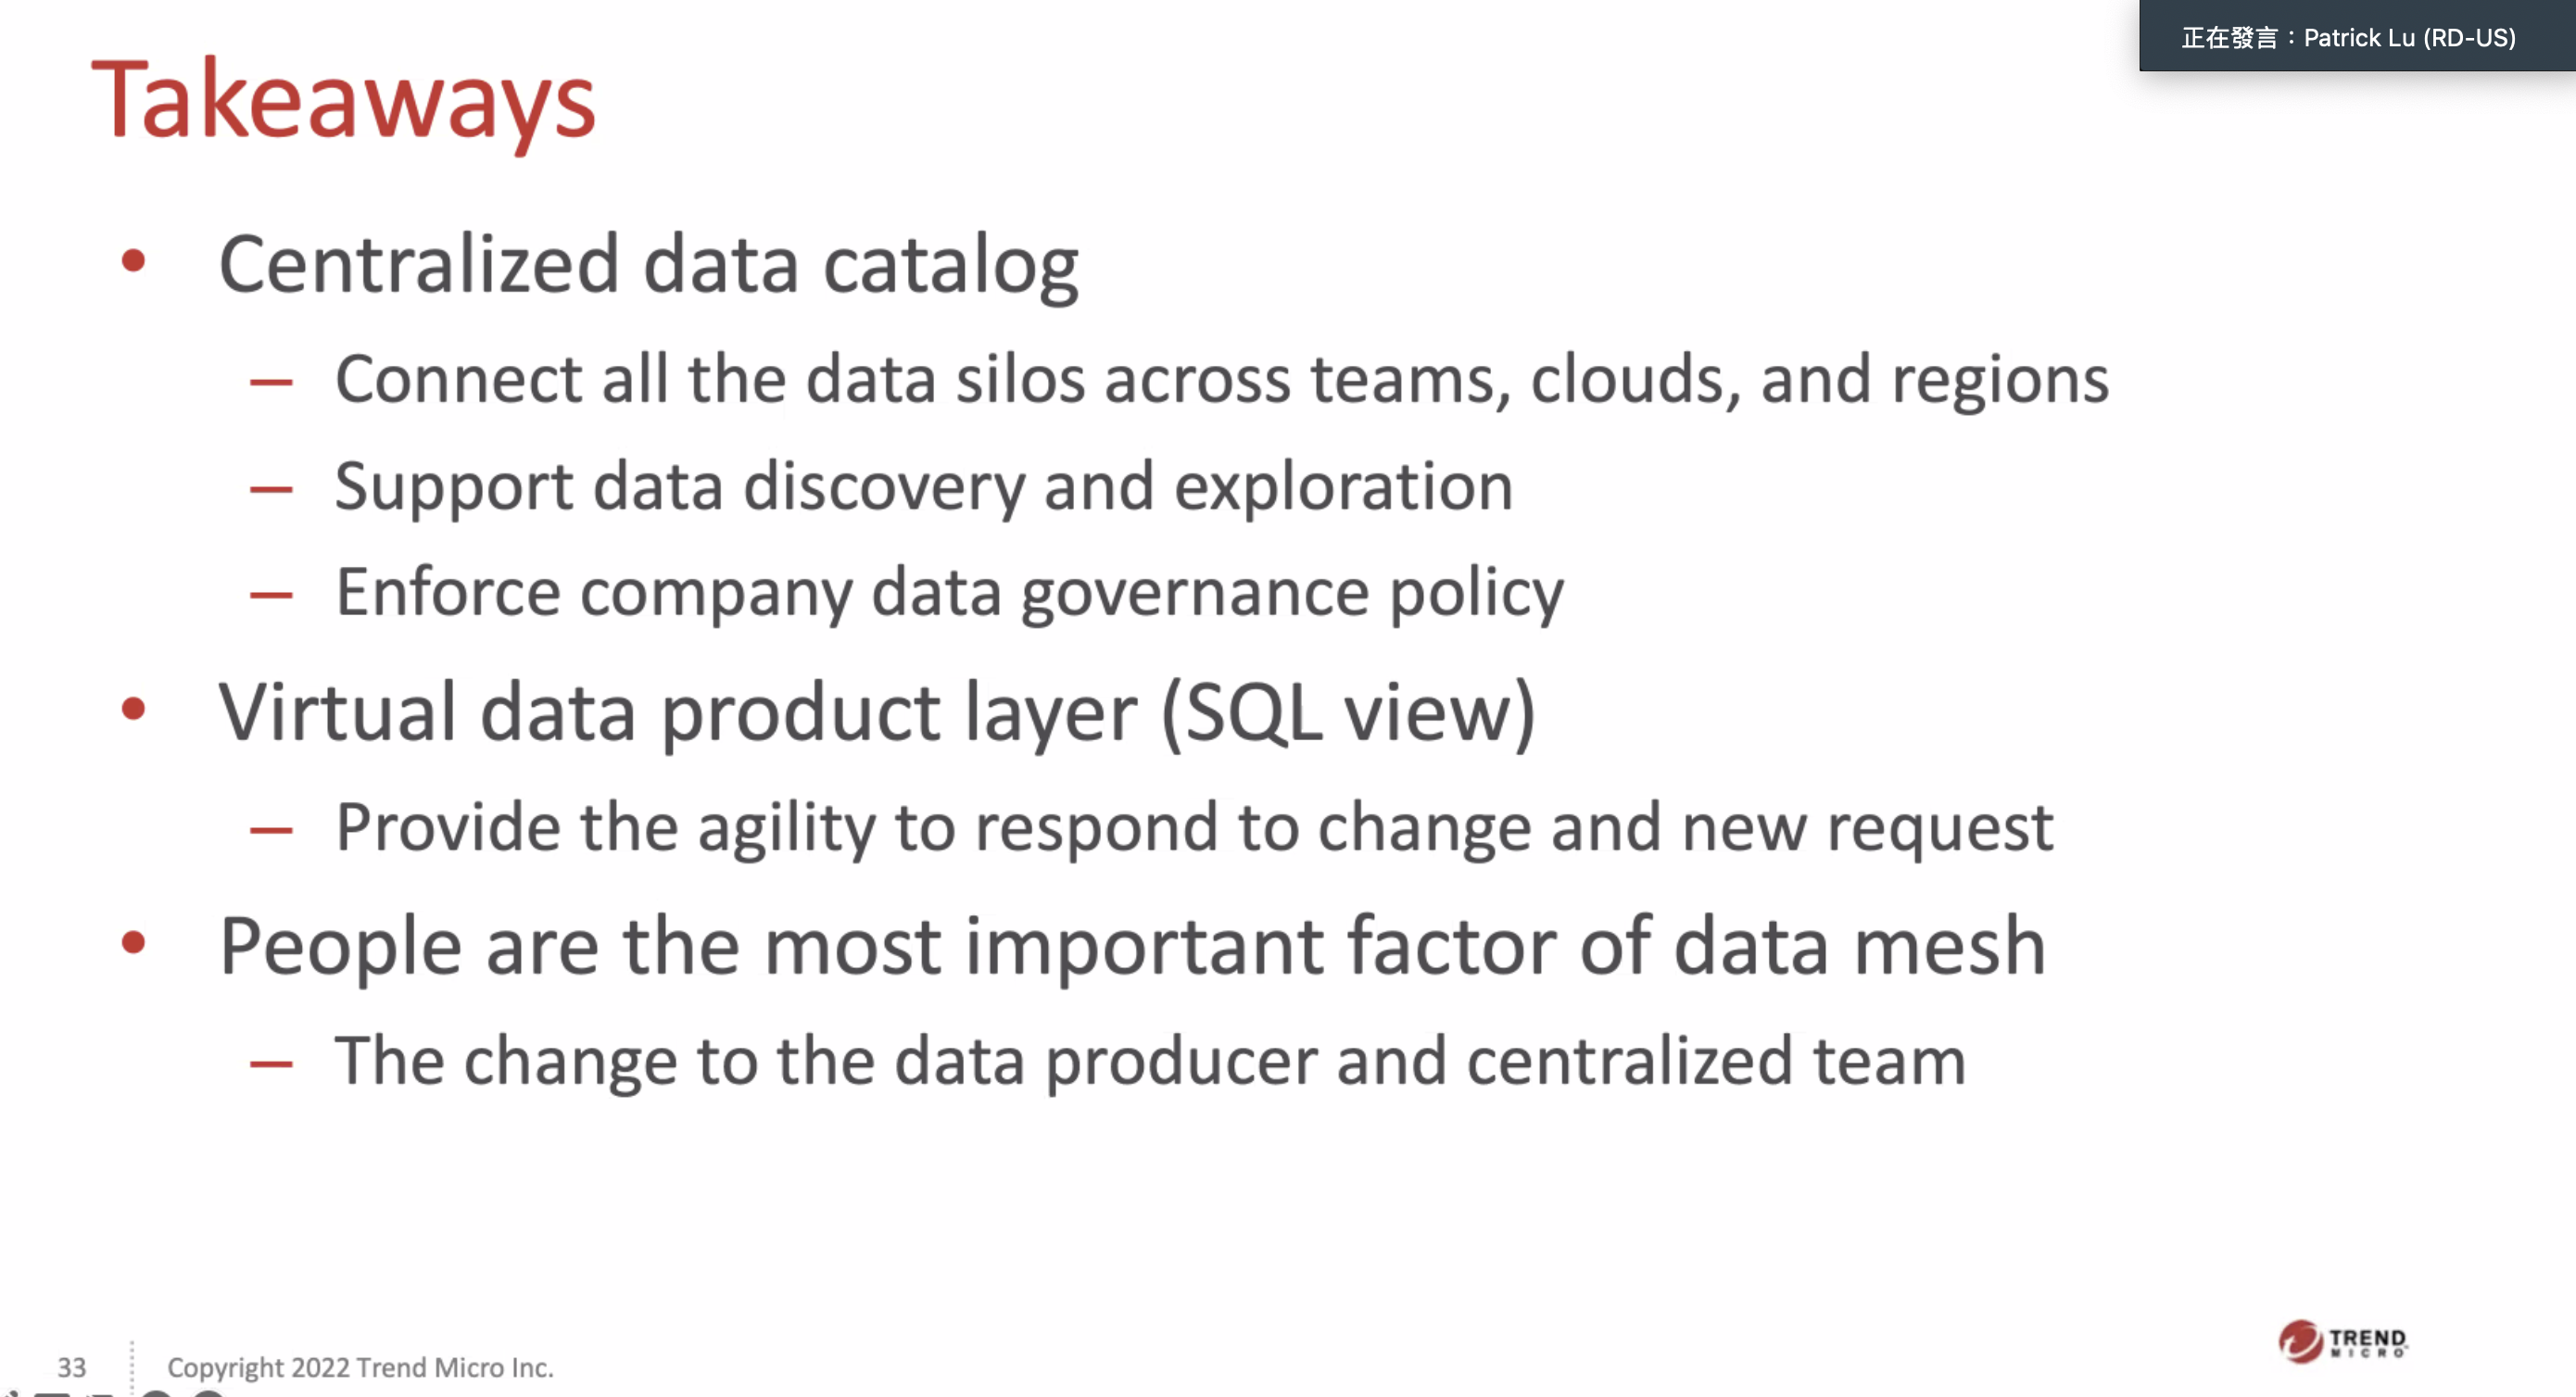 正在發言：Patrick Lu (RD-US)
Takeaways
• Centralized data catalog
– Connect all the data silos across teams, clouds, and regions
– Support data discovery and exploration
– Enforce company data governance policy
• Virtual data product layer (SQL view)
– Provide the agility to respond to change and new request
• People are the most important factor of data mesh
– The change to the data producer and centralized team
33
Copyright 2022 Trend Micro Inc.
TREND
MICRO